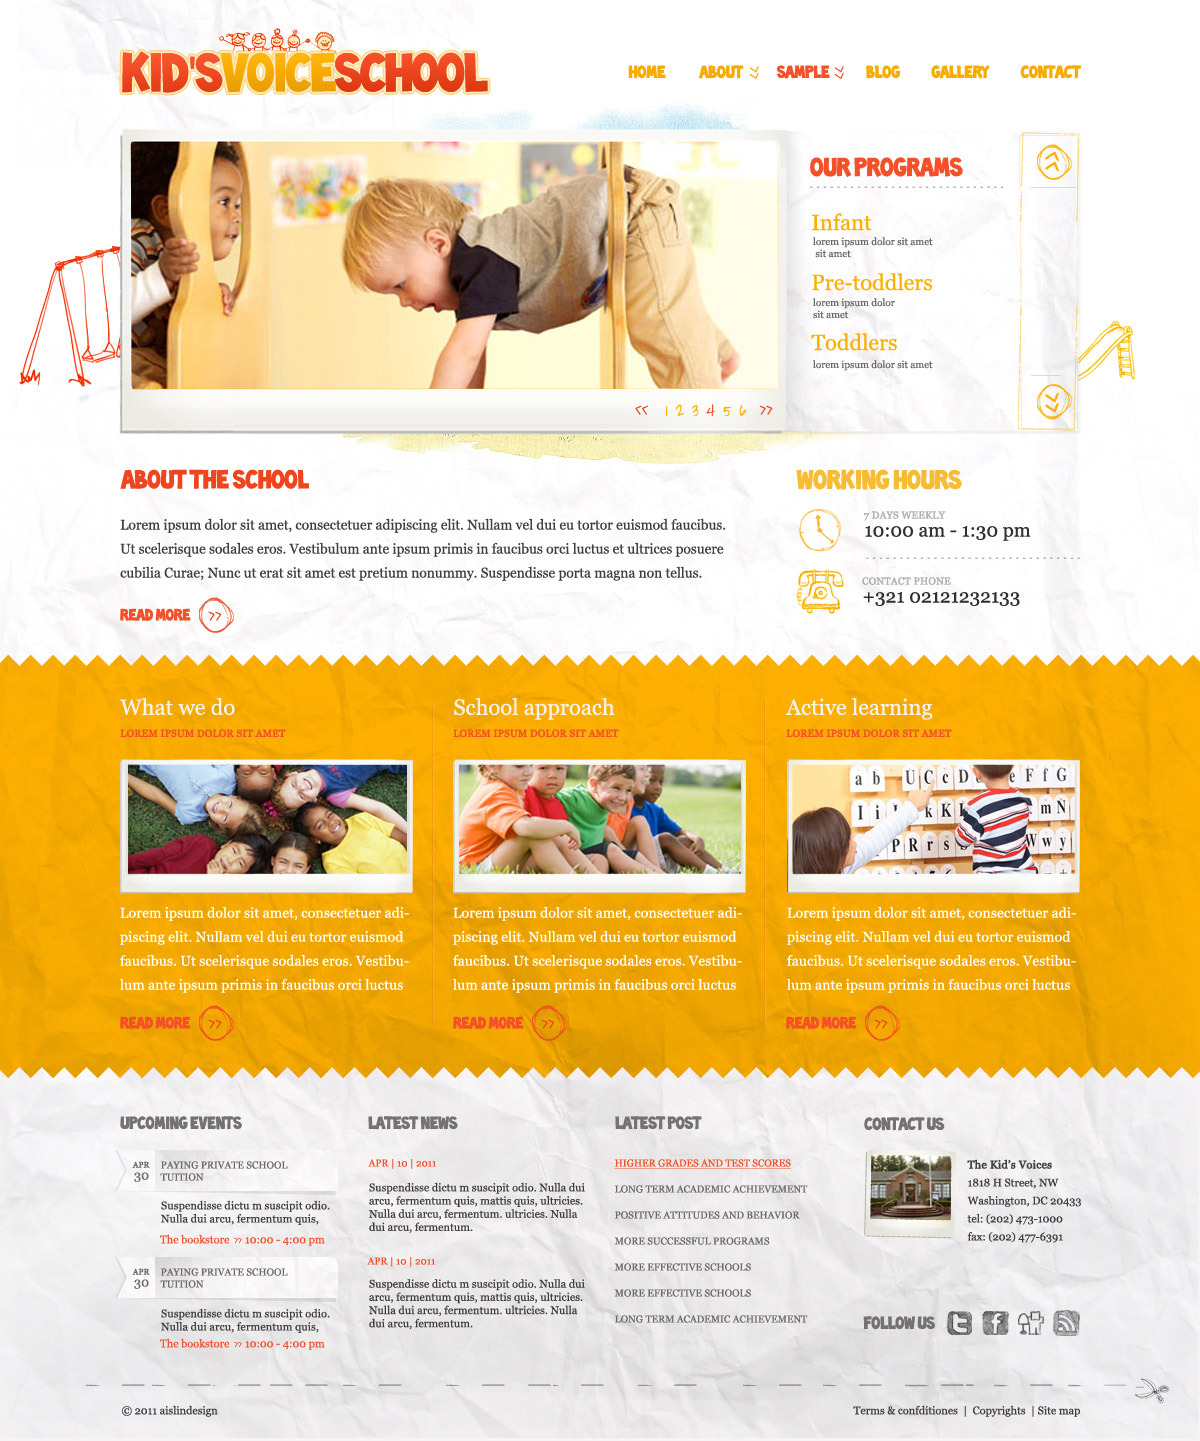 KID'SVOICESCHOOL
HOME ABOUT SAMPLE BLOG GALLERY CONTACT
OUR PROGRAMS
Infant
lorem ipsum dolor sit amet
sit amet
Pre-toddlers
lorem ipsum dolor
sit amet
Toddlers
lorem ipsum dolor sit amet
<< 1 2 3 4 5 6 >>
ABOUT THE SCHOOL
Lorem ipsum dolor sit amet, consectetuer adipiscing elit. Nullam vel dui eu tortor euismod faucibus.
Ut scelerisque sodales eros. Vestibulum ante ipsum primis in faucibus orci luctus et ultrices posuere
cubilia Curae; Nunc ut erat sit amet est pretium nonummy. Suspendisse porta magna non tellus.
READ MORE >>
WORKING HOURS
7 DAYS WEEKLY
10:00 am - 1:30 pm
CONTACT PHONE
+321 02121232133
What we do
LOREM IPSUM DOLOR SIT AMET
Lorem ipsum dolor sit amet, consectetuer adi-
piscing elit. Nullam vel dui eu tortor euismod
faucibus. Ut scelerisque sodales eros. Vestibu-
lum ante ipsum primis in faucibus orci luctus
READ MORE >>
School approach
LOREM IPSUM DOLOR SIT AMET
Lorem ipsum dolor sit amet, consectetuer adi-
piscing elit. Nullam vel dui eu tortor euismod
faucibus. Ut scelerisque sodales eros. Vestibu-
lum ante ipsum primis in faucibus orci luctus
READ MORE >>
Active learning
LOREM IPSUM DOLOR SIT AMET
a b U C c D e F f G
I i k K m N
P R r s W w y
Lorem ipsum dolor sit amet, consectetuer adi-
piscing elit. Nullam vel dui eu tortor euismod
faucibus. Ut scelerisque sodales eros. Vestibu-
lum ante ipsum primis in faucibus orci luctus
READ MORE >>
UPCOMING EVENTS
APR
30
PAYING PRIVATE SCHOOL
TUITION
Suspendisse dictu m suscipit odio.
Nulla dui arcu, fermentum quis,
The bookstore >> 10:00 - 4:00 pm
APR
30
PAYING PRIVATE SCHOOL
TUITION
Suspendisse dictu m suscipit odio.
Nulla dui arcu, fermentum quis,
The bookstore >> 10:00 - 4:00 pm
LATEST NEWS
APR | 10 | 2011
Suspendisse dictu m suscipit odio. Nulla dui
arcu, fermentum quis, mattis quis, ultricies.
Nulla dui arcu, fermentum. ultricies. Nulla
dui arcu, fermentum.
APR | 10 | 2011
Suspendisse dictu m suscipit odio. Nulla dui
arcu, fermentum quis, mattis quis, ultricies.
Nulla dui arcu, fermentum. ultricies. Nulla
dui arcu, fermentum.
LATEST POST
HIGHER GRADES AND TEST SCORES
LONG TERM ACADEMIC ACHIEVEMENT
POSITIVE ATTITUDES AND BEHAVIOR
MORE SUCCESSFUL PROGRAMS
MORE EFFECTIVE SCHOOLS
MORE EFFECTIVE SCHOOLS
LONG TERM ACADEMIC ACHIEVEMENT
CONTACT US
The Kid's Voices
1818 H Street, NW
Washington, DC 20433
tel: (202) 473-1000
fax: (202) 477-6391
FOLLOW US
© 2011 aislindesign
Terms & confditiones | Copyrights | Site map